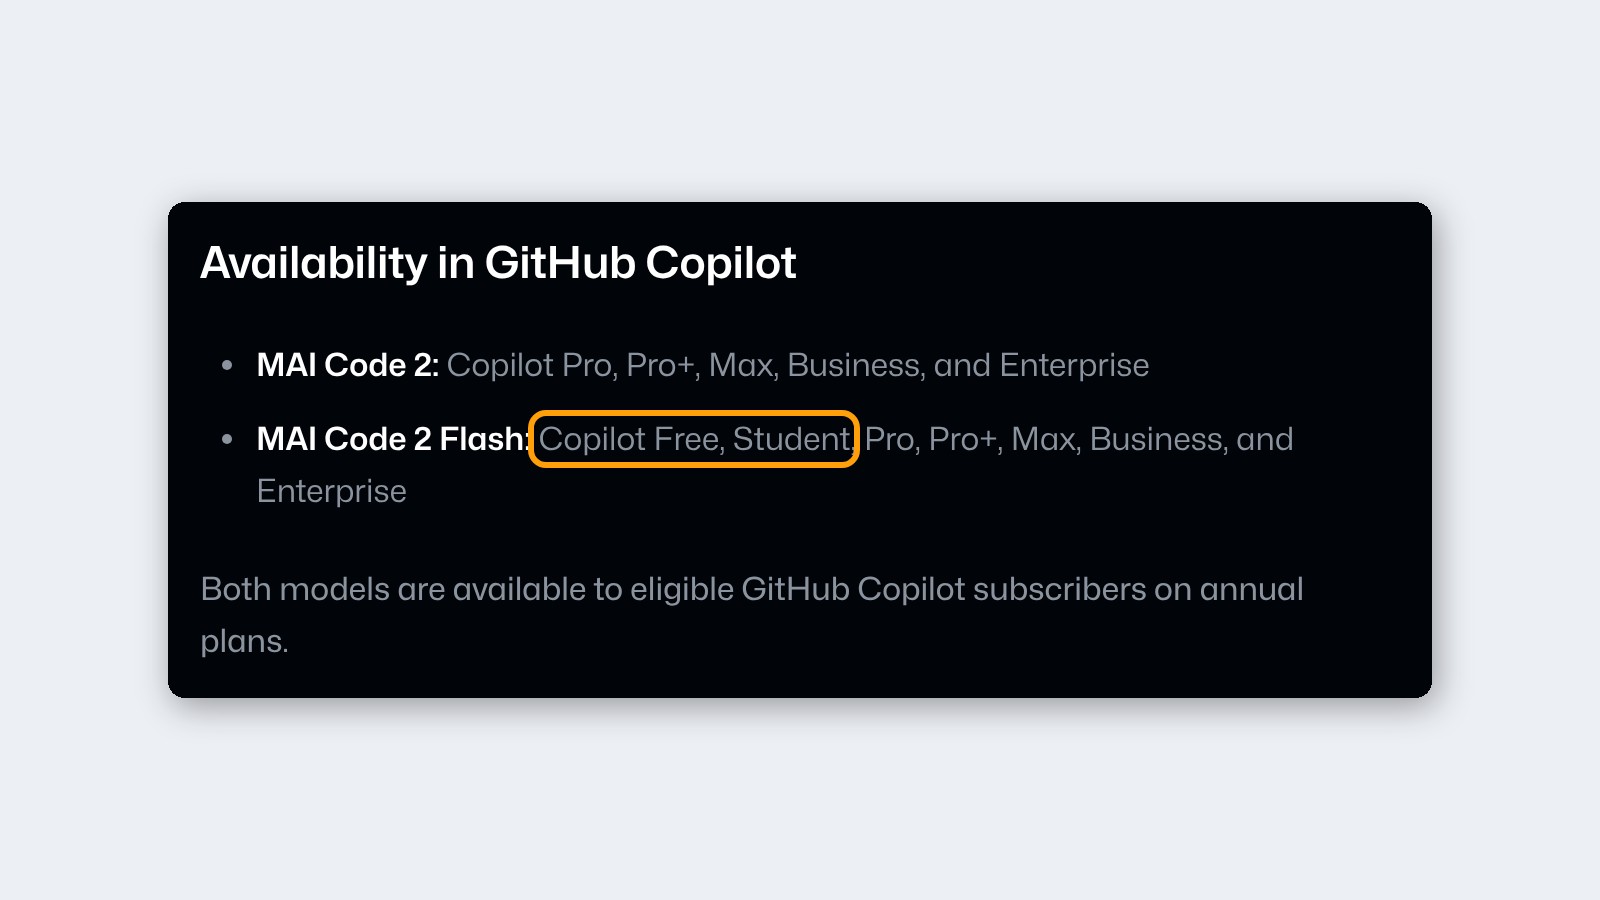 Availability in GitHub Copilot
MAI Code 2: Copilot Pro, Pro+, Max, Business, and Enterprise
MAI Code 2 Flash: Copilot Free, Student, Pro, Pro+, Max, Business, and
Enterprise
Both models are available to eligible GitHub Copilot subscribers on annual
plans.